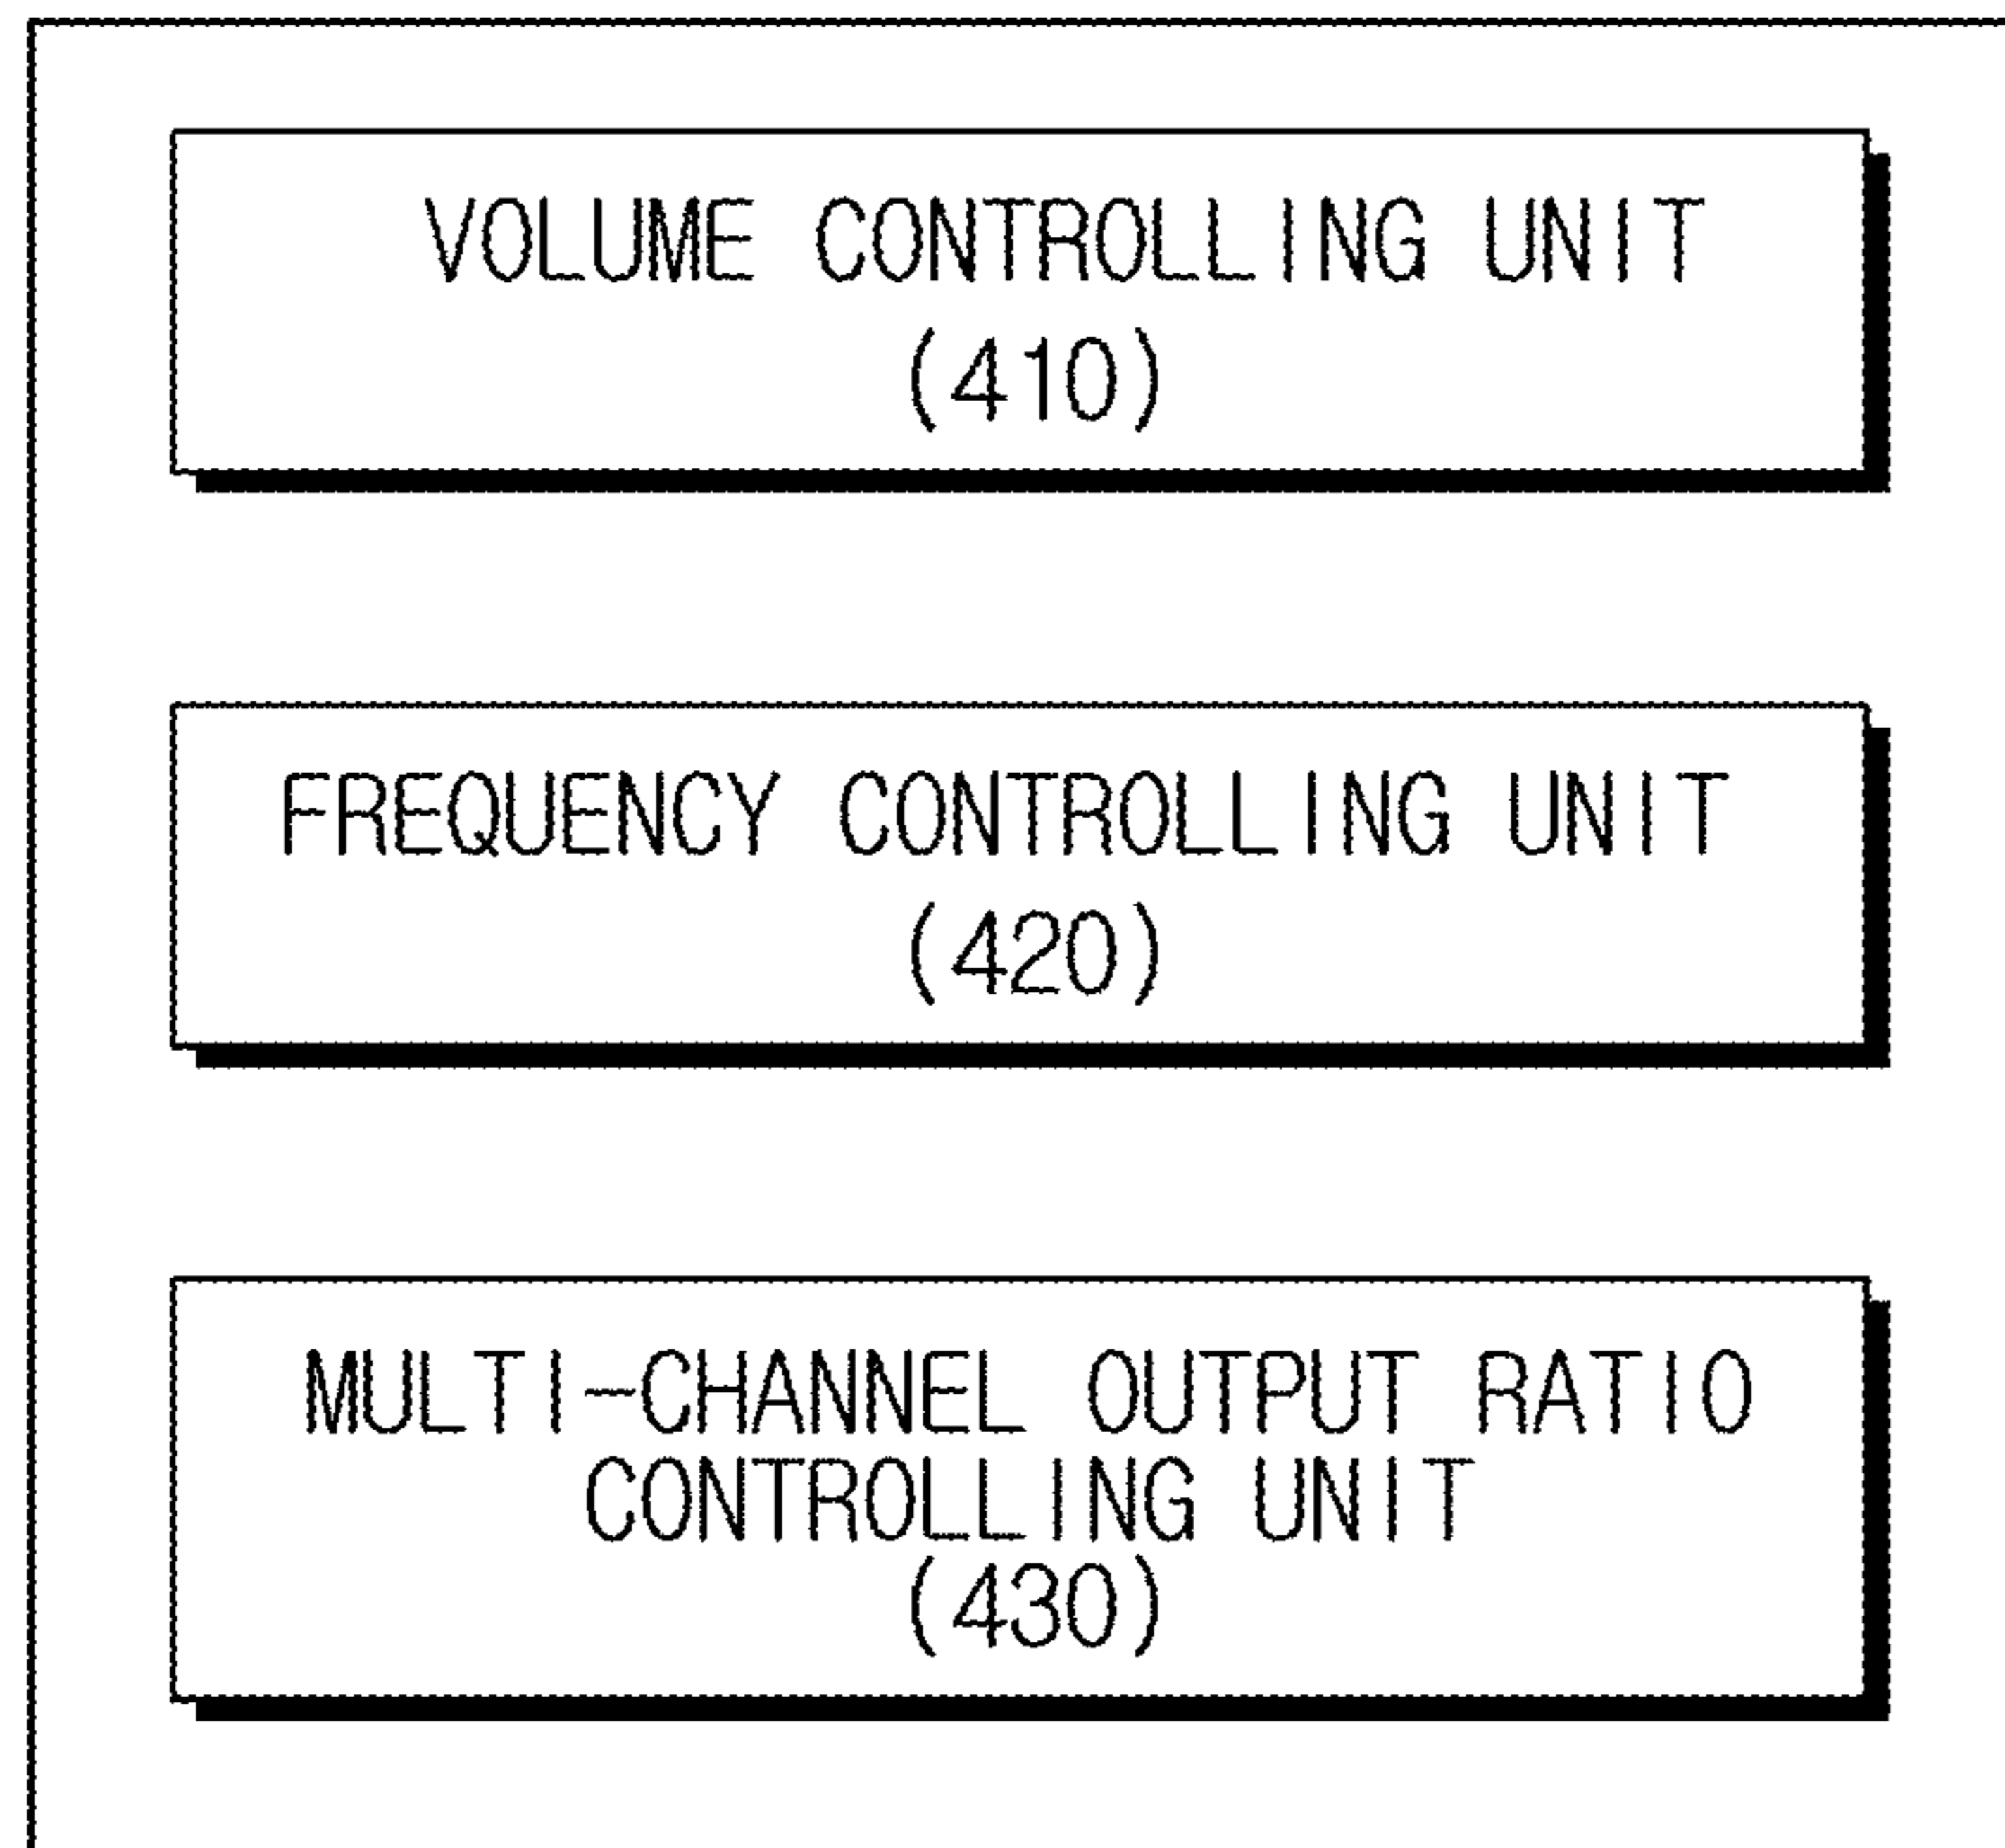 VOLUME CONTROLLING UNIT
(410)
FREQUENCY CONTROLLING UNIT
(420)
MULTI-CHANNEL OUTPUT RATIO
CONTROLLING UNIT
(430)